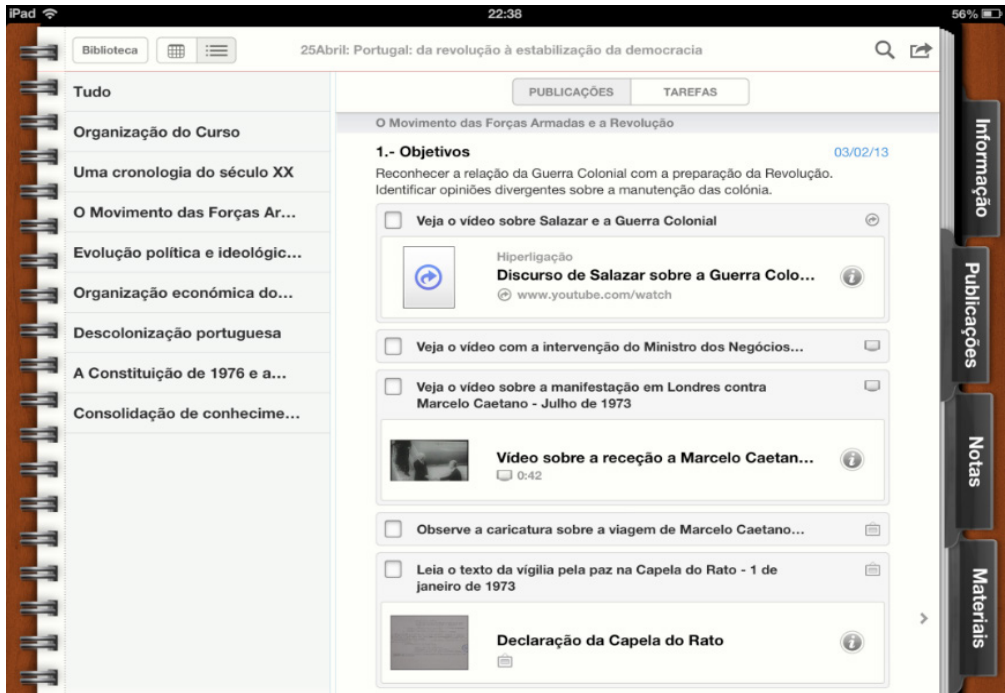 iPad 22:38 56%
Biblioteca 25Abril: Portugal: da revolução à estabilização da democracia
Tudo
Organização do Curso
Uma cronologia do século XX
O Movimento das Forças Ar...
Evolução política e ideológic...
Organização económica do...
Descolonização portuguesa
A Constituição de 1976 e a...
Consolidação de conhecime...
PUBLICAÇÕES TAREFAS
O Movimento das Forças Armadas e a Revolução
1.- Objetivos 03/02/13
Reconhecer a relação da Guerra Colonial com a preparação da Revolução.
Identificar opiniões divergentes sobre a manutenção das colónia.
Veja o vídeo sobre Salazar e a Guerra Colonial
Hiperligação
Discurso de Salazar sobre a Guerra Colo...
www.youtube.com/watch
Veja o vídeo com a intervenção do Ministro dos Negócios...
Veja o vídeo sobre a manifestação em Londres contra
Marcelo Caetano - Julho de 1973
Vídeo sobre a receção a Marcelo Caetan...
0:42
Observe a caricatura sobre a viagem de Marcelo Caetano...
Leia o texto da vígilia pela paz na Capela do Rato - 1 de
janeiro de 1973
Declaração da Capela do Rato
Informação
Publicações
Notas
Materiais